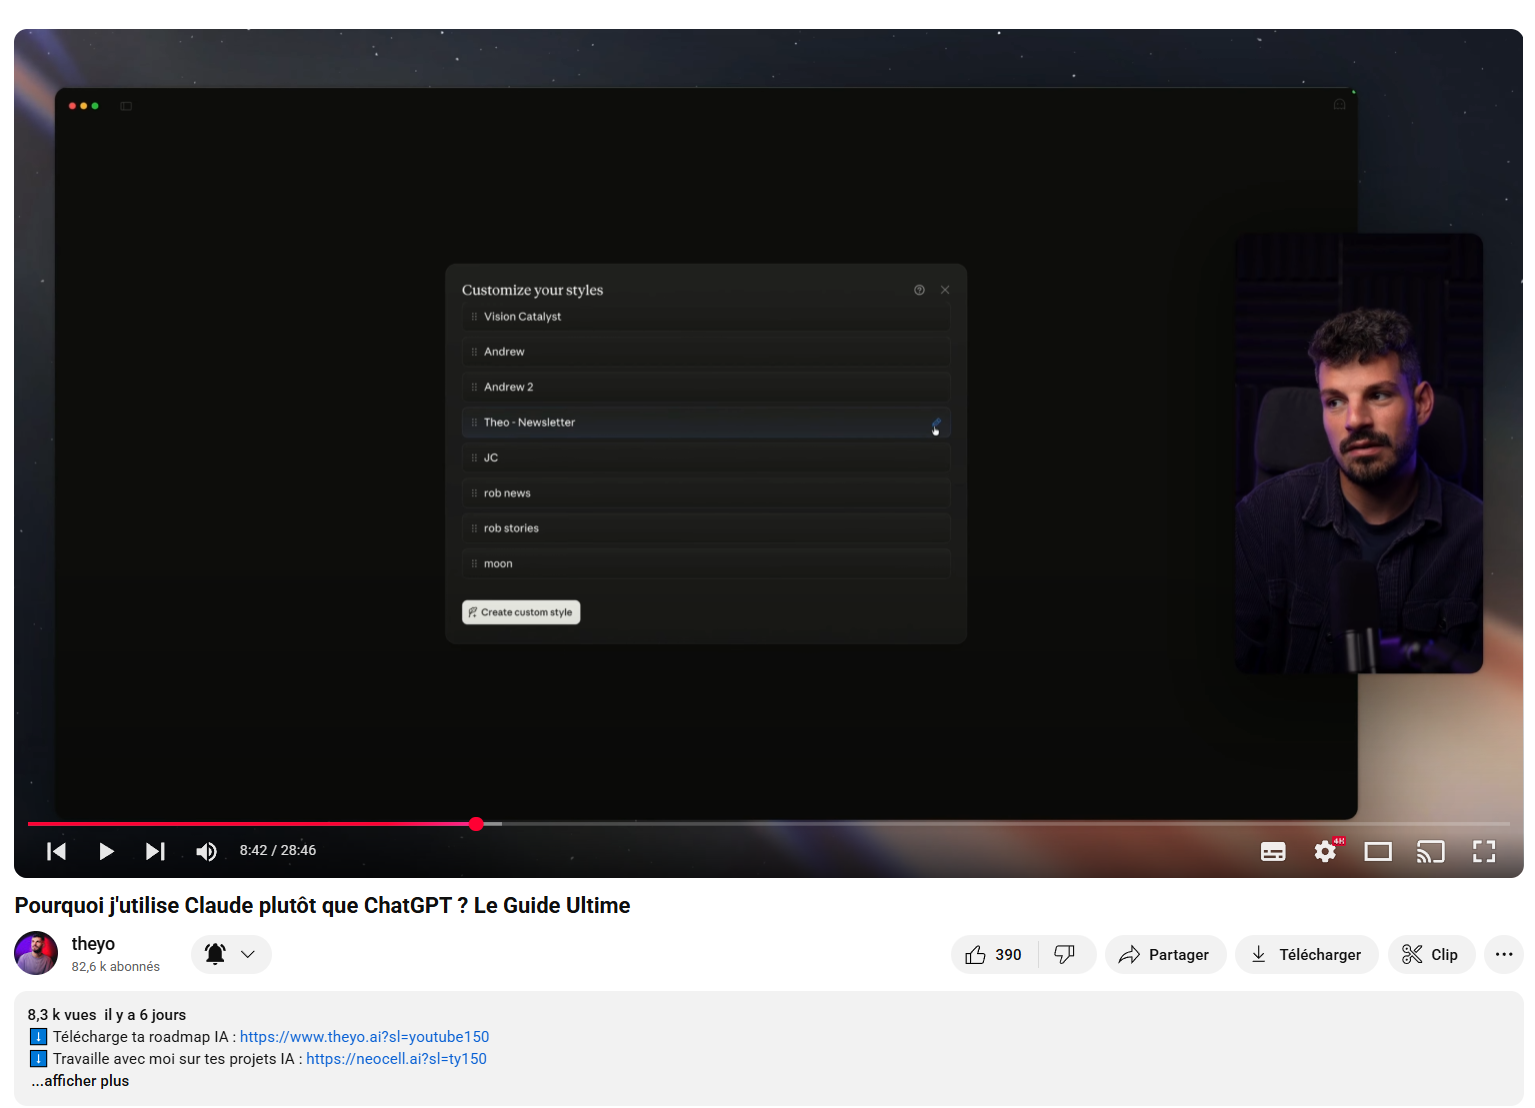 Customize your styles
Vision Catalyst
Andrew
Andrew 2
Theo - Newsletter
JC
rob news
rob stories
moon
Create custom style
8:42 / 28:46
4K
Pourquoi j'utilise Claude plutôt que ChatGPT ? Le Guide Ultime
theyo
82,6 k abonnés
390
Partager
Télécharger
Clip
8,3 k vues il y a 6 jours
Télécharge ta roadmap IA : https://www.theyo.ai?sl=youtube150
Travaille avec moi sur tes projets IA : https://neocell.ai?sl=ty150
...afficher plus